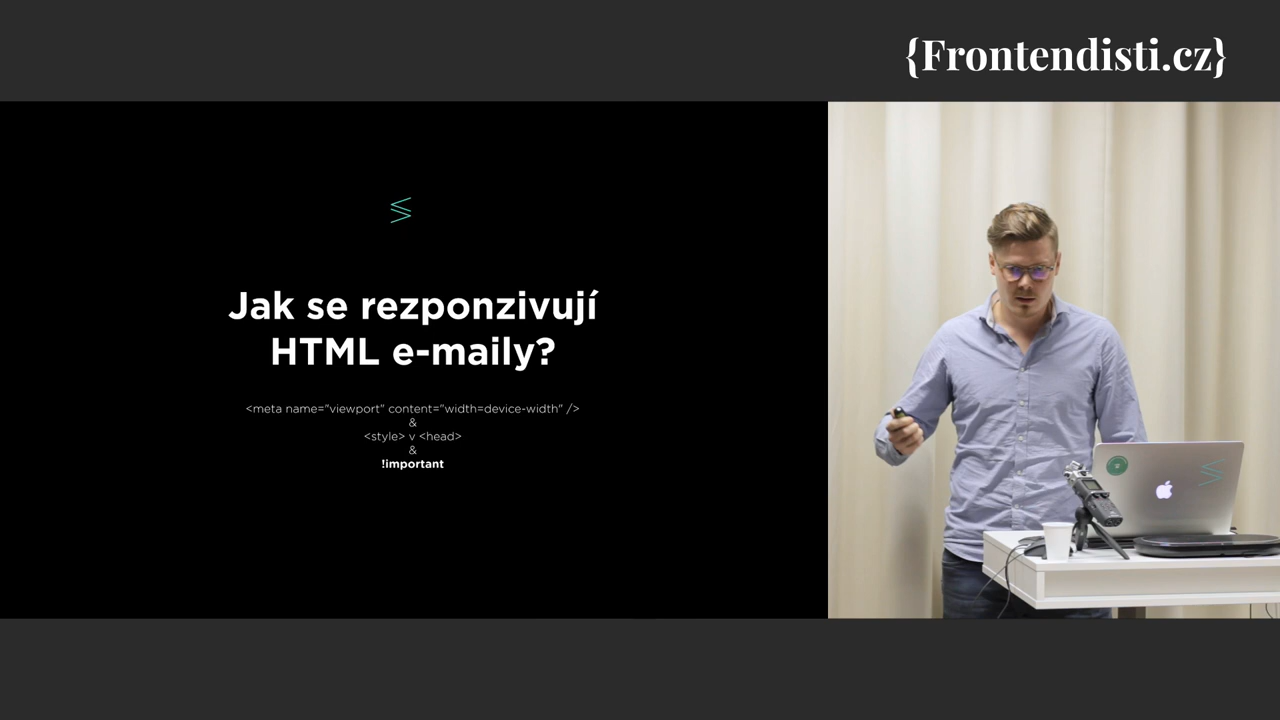 {Frontendisti.cz}
Jak se rezponzivují
HTML e-maily?
<meta name="viewport" content="width=device-width" />
&
<style> v <head>
&
!important